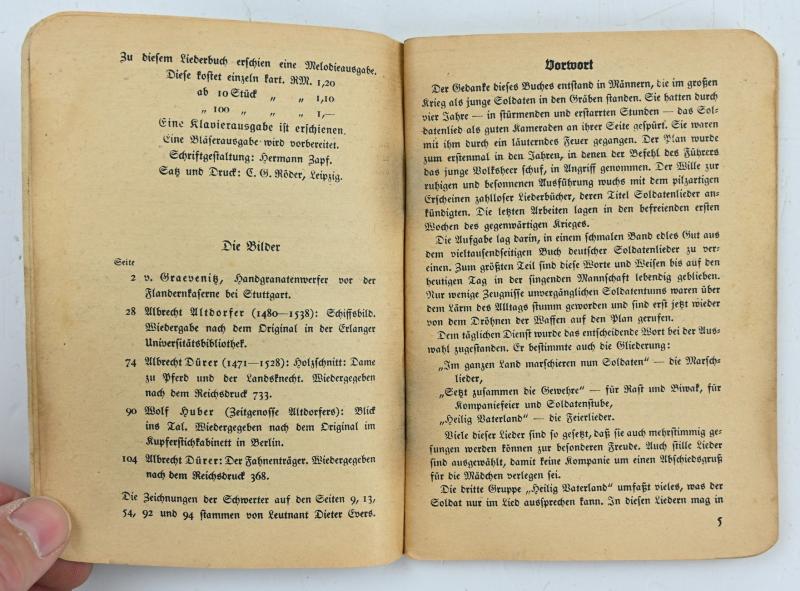 Zu diesem Liederbuch erschien eine Melodieausgabe.
Diese kostet einzeln kart. RM. 1,20
ab 10 Stück „ „ 1,10
„ 100 „ „ „ 1,—
Eine Klavierausgabe ist erschienen.
Eine Bläserausgabe wird vorbereitet.
Schriftgestaltung: Hermann Zapf.
Satz und Druck: C. G. Röder, Leipzig.
Die Bilder
Seite
2 v. Graevenitz, Handgranatenwerfer vor der
Flandernkaserne bei Stuttgart.
28 Albrecht Altdorfer (1480—1538): Schiffsbild.
Wiedergabe nach dem Original in der Erlanger
Universitätsbibliothek.
74 Albrecht Dürer (1471—1528): Holzschnitt: Dame
zu Pferd und der Landsknecht. Wiedergegeben
nach dem Reichsdruck 733.
90 Wolf Huber (Zeitgenosse Altdorfers): Blick
ins Tal. Wiedergegeben nach dem Original im
Kupferstichkabinett in Berlin.
104 Albrecht Dürer: Der Fahnenträger. Wiedergegeben
nach dem Reichsdruck 368.
Die Zeichnungen der Schwerter auf den Seiten 9, 13,
54, 92 und 94 stammen von Leutnant Dieter Evers.
Vorwort
Der Gedanke dieses Buches entstand in Männern, die im großen
Krieg als junge Soldaten in den Gräben standen. Sie hatten durch
vier Jahre — in stürmenden und erstarrten Stunden — das Sol-
datenlied als guten Kameraden an ihrer Seite gespürt. Sie waren
mit ihm durch ein läuterndes Feuer gegangen. Der Plan wurde
zum erstenmal in den Jahren, in denen der Befehl des Führers
das junge Volksheer schuf, in Angriff genommen. Der Wille zur
ruhigen und besonnenen Ausführung wuchs mit dem pilzartigen
Erscheinen zahlloser Liederbücher, deren Titel Soldatenlieder an-
kündigten. Die letzten Arbeiten lagen in den befreienden ersten
Wochen des gegenwärtigen Krieges.
Die Aufgabe lag darin, in einem schmalen Band edles Gut aus
dem vieltausendseitigen Buch deutscher Soldatenlieder zu ver-
einen. Zum größten Teil sind diese Worte und Weisen bis auf den
heutigen Tag in der singenden Mannschaft lebendig geblieben.
Nur wenige Zeugnisse unvergänglichen Soldatentums waren über
dem Lärm des Alltags stumm geworden und sind erst jetzt wieder
von dem Dröhnen der Waffen auf den Plan gerufen.
Dem täglichen Dienst wurde das entscheidende Wort bei der Aus-
wahl zugestanden. Er bestimmte auch die Gliederung:
„Im ganzen Land marschieren nun Soldaten“ — die Marsch-
lieder,
„Setzt zusammen die Gewehre“ — für Rast und Biwak, für
Kompaniefeier und Soldatenstube,
„Heilig Vaterland“ — die Feierlieder.
Viele dieser Lieder sind so gesetzt, daß sie auch mehrstimmig ge-
sungen werden können zur besonderen Freude. Auch stille Lieder
sind ausgewählt, damit keine Kompanie um einen Abschiedsgruß
für die Mädchen verlegen sei.
Die dritte Gruppe „Heilig Vaterland“ umfaßt vieles, was der
Soldat nur im Lied aussprechen kann. In diesen Liedern mag in
5